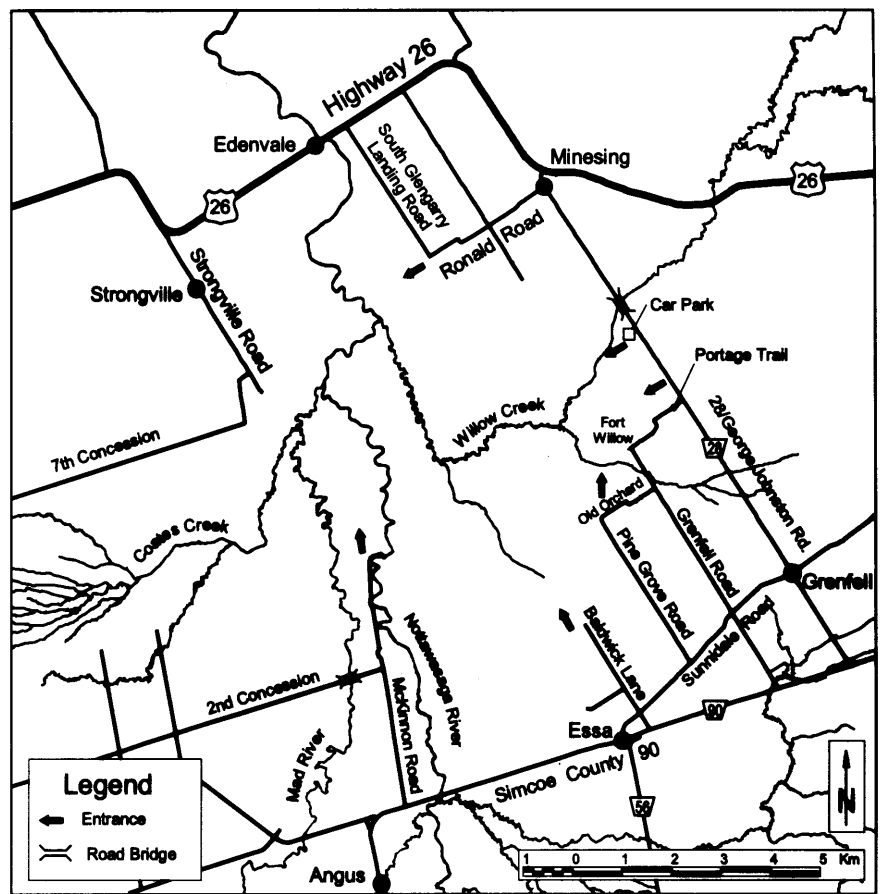 Highway 26
Edenvale
South Glengarry
Landing Road
Minesing
26
26
Ronald Road
Strongville
Strongville Road
Car Park
Portage Trail
Willow Creek
Fort
Willow
28/George Johnston Rd.
28
7th Concession
Old Orchard
Coates Creek
Pine Grove Road
Grenfell Road
Grenfell
Baldwick Lane
Sunnidale Road
Nottawasaga River
2nd Concession
McKinnon Road
90
Essa
Simcoe County 90
Mad River
56
Legend
Entrance
Road Bridge
N
Angus
1 0 1 2 3 4 5 Km